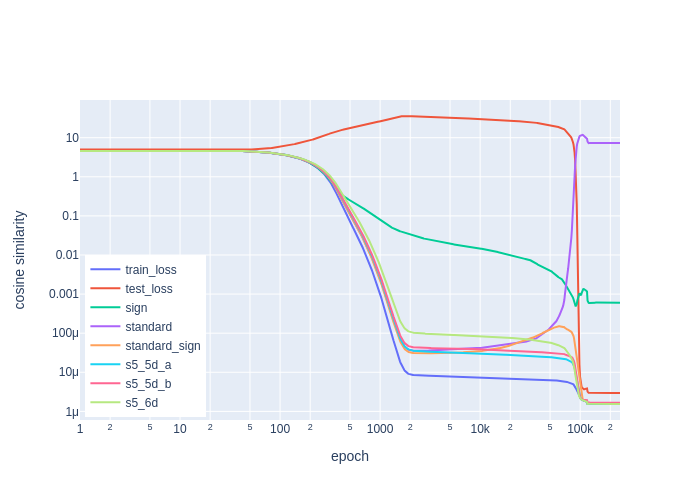 10
1
0.1
0.01
0.001
100μ
10μ
1μ
cosine similarity
train_loss
test_loss
sign
standard
standard_sign
s5_5d_a
s5_5d_b
s5_6d
1 2 5 10 2 5 100 2 5 1000 2 5 10k 2 5 100k 2
epoch